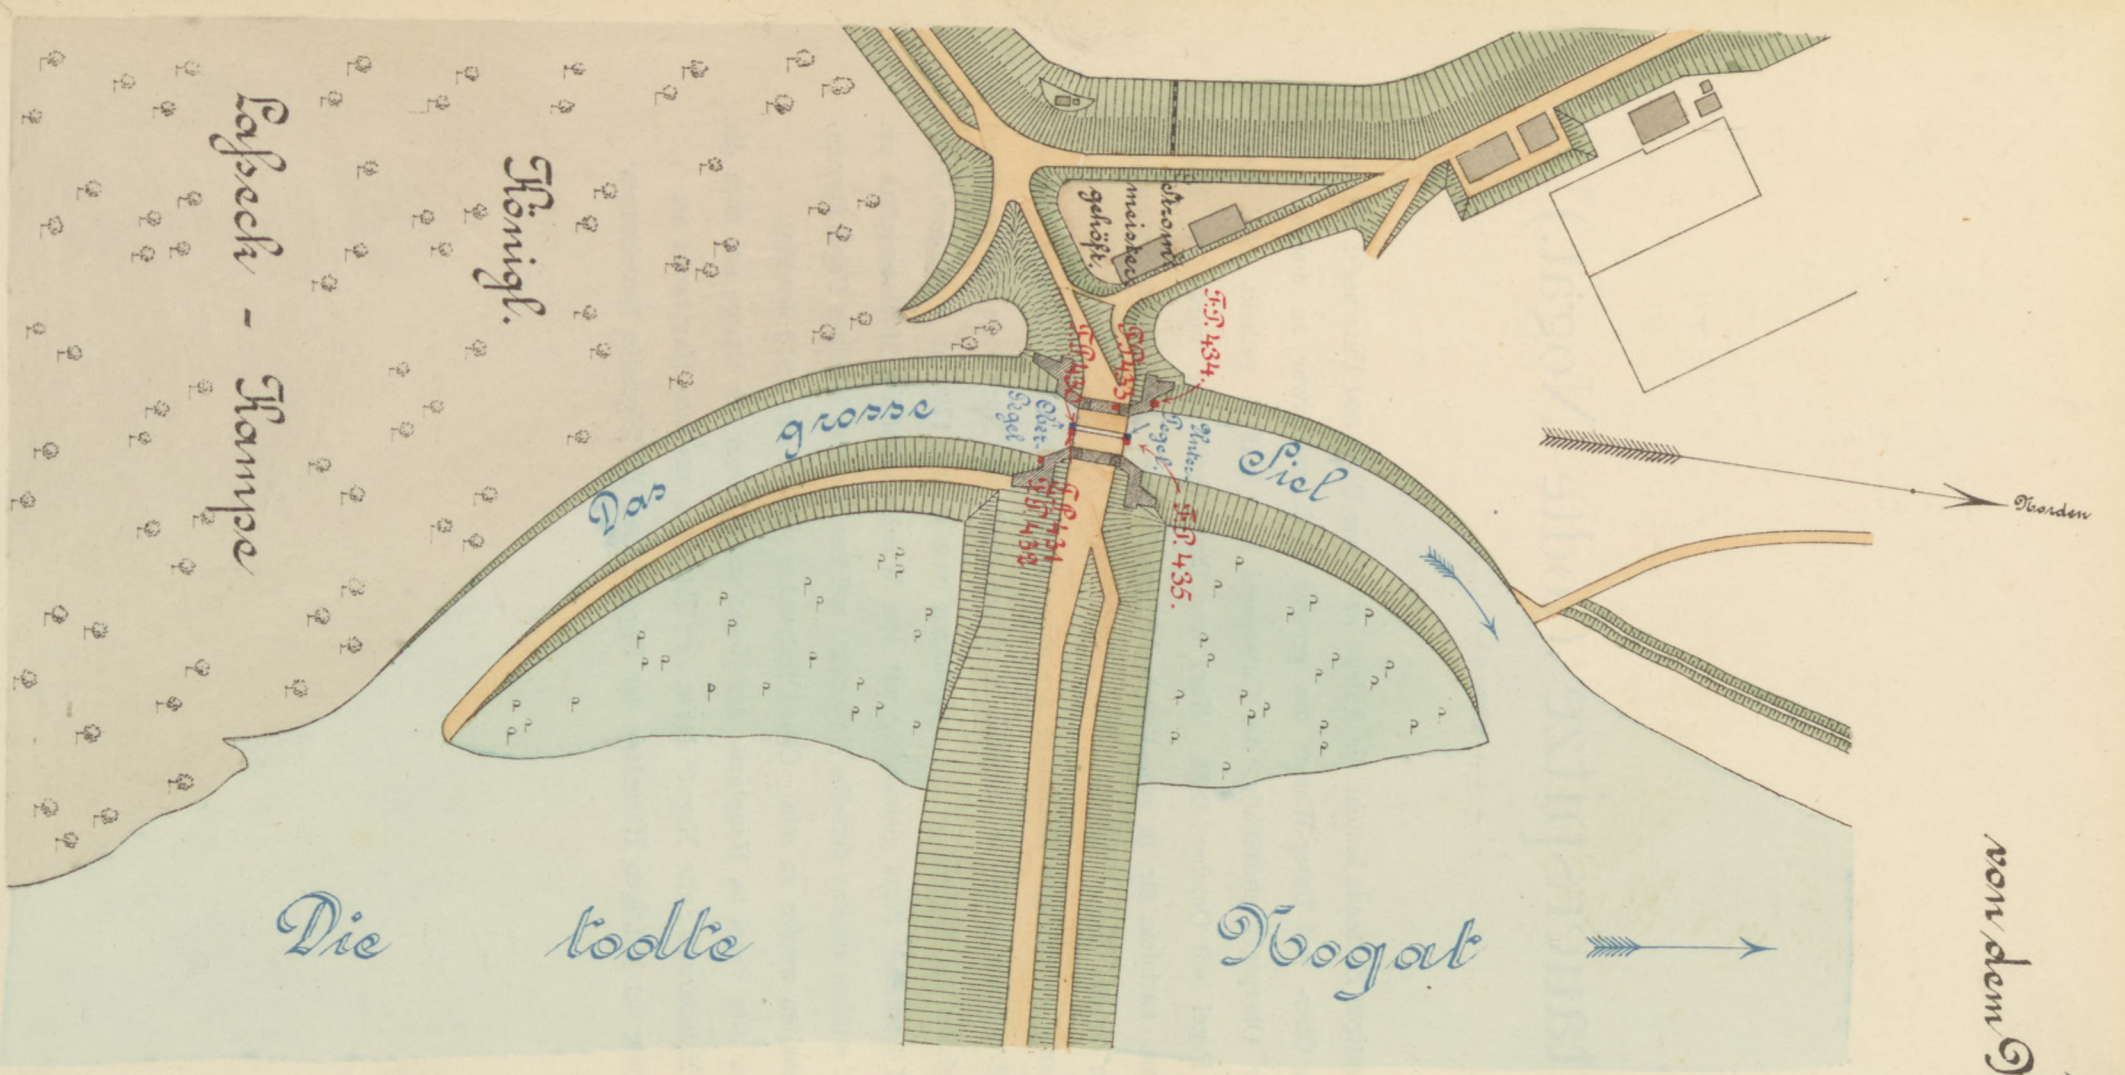 Königl.
Laßeck - Kampe
Strom
meister
gehöft.
F.P. 434.
F.P. 433
F.P. 431
F.P. 432
F.P. 435.
Ober-
Pegel
Unter-
Pegel.
Das grosse Siel
Norden
Die todte Nogat
von dem